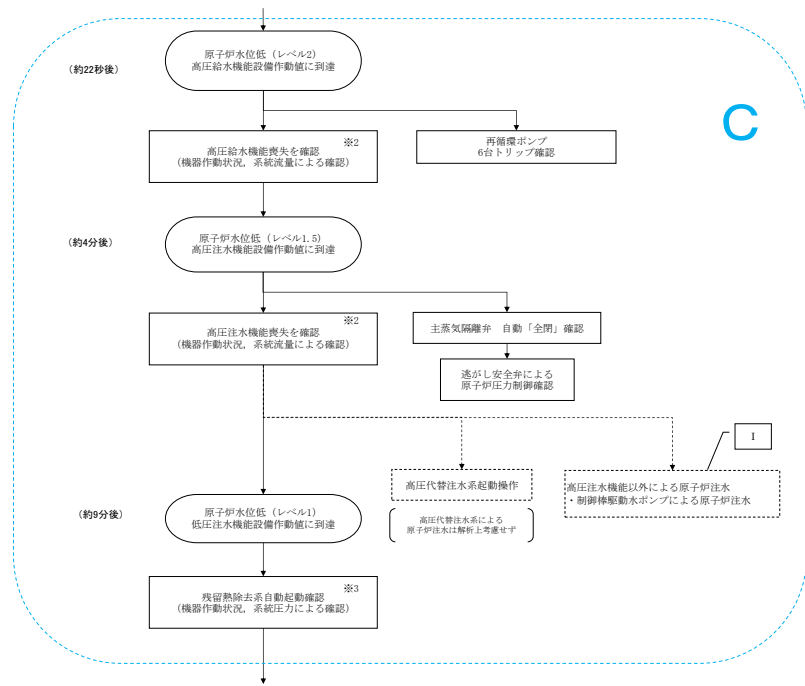 原子炉水位低（レベル2）
高圧給水機能設備作動値に到達
(約22秒後)
C
※2
高圧給水機能喪失を確認
(機器作動状況，系統流量による確認)
再循環ポンプ
6台トリップ確認
(約4分後)
原子炉水位低（レベル1.5）
高圧注水機能設備作動値に到達
※2
高圧注水機能喪失を確認
(機器作動状況，系統流量による確認)
主蒸気隔離弁　自動「全閉」確認
逃がし安全弁による
原子炉圧力制御確認
I
高圧代替注水系起動操作
高圧注水機能以外による原子炉注水
・制御棒駆動水ポンプによる原子炉注水
(約9分後)
原子炉水位低（レベル1）
低圧注水機能設備作動値に到達
高圧代替注水系による
原子炉注水は解析上考慮せず
※3
残留熱除去系自動起動確認
(機器作動状況，系統圧力による確認)